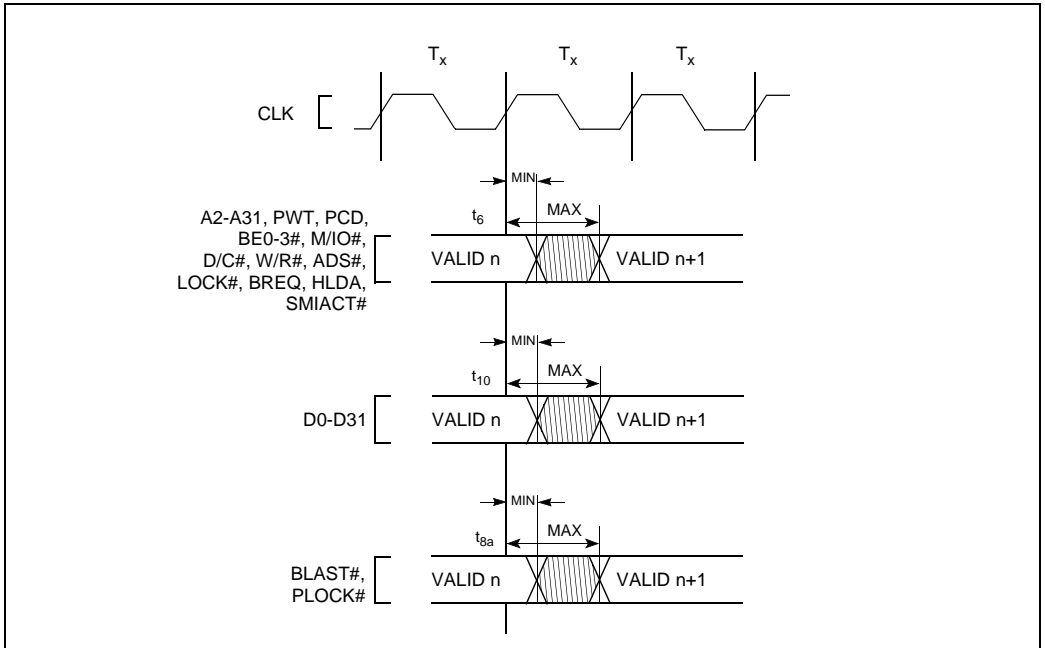 Tx Tx Tx
CLK
MIN
t6 MAX
A2-A31, PWT, PCD,
BE0-3#, M/IO#,
D/C#, W/R#, ADS#,
LOCK#, BREQ, HLDA,
SMIACT#
VALID n VALID n+1
MIN
t10 MAX
D0-D31
VALID n VALID n+1
MIN
t8a MAX
BLAST#,
PLOCK#
VALID n VALID n+1